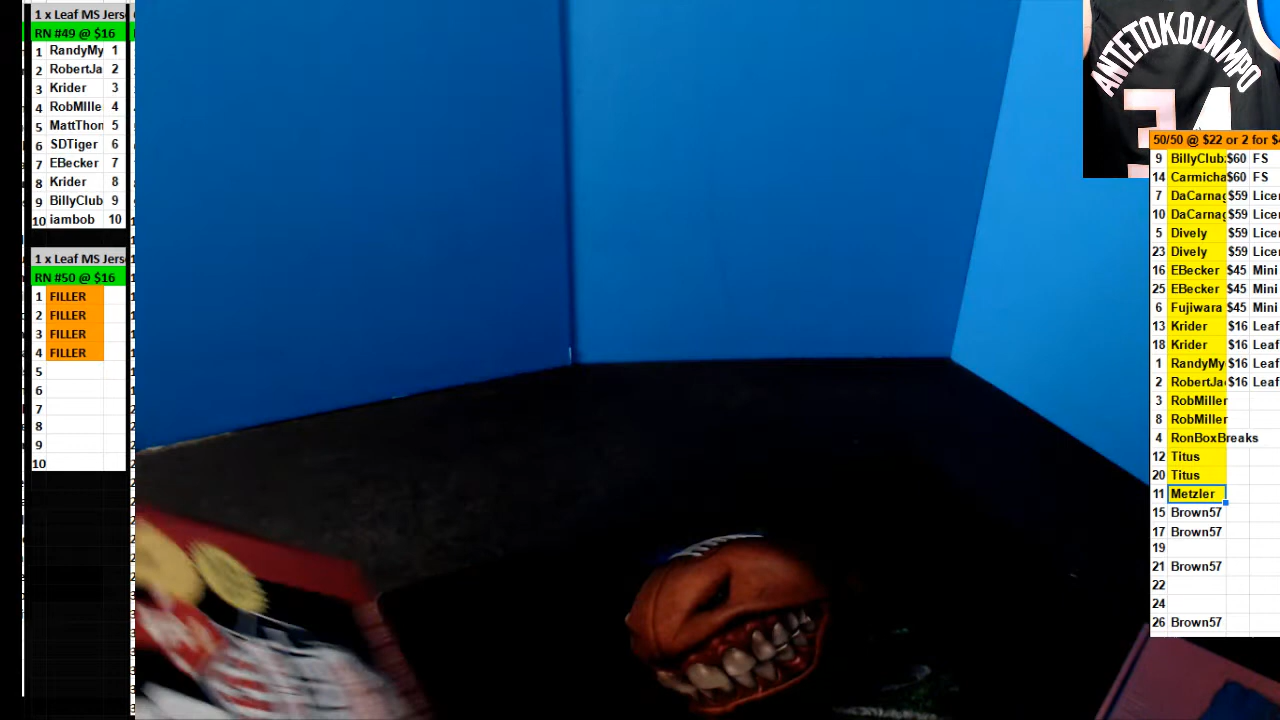 1 x Leaf MS Jers
RN #49 @ $16
1 RandyMy 1
2 RobertJa 2
3 Krider 3
4 RobMIlle 4
5 MattThon 5
6 SDTiger 6
7 EBecker 7
8 Krider 8
9 BillyClub 9
10 iambob 10
1 x Leaf MS Jers
RN #50 @ $16
1 FILLER
2 FILLER
3 FILLER
4 FILLER
5
6
7
8
9
10
ANTETOKOUNMPO
34
50/50 @ $22 or 2 for $
9 BillyClub $60 FS
14 Carmicha $60 FS
7 DaCarnag $59 Licen
10 DaCarnag $59 Licen
5 Dively $59 Licen
23 Dively $59 Licen
16 EBecker $45 Mini
25 EBecker $45 Mini
6 Fujiwara $45 Mini
13 Krider $16 Leaf
18 Krider $16 Leaf
1 RandyMy $16 Leaf
2 RobertJa $16 Leaf
3 RobMiller
8 RobMiller
4 RonBoxBreaks
12 Titus
20 Titus
11 Metzler
15 Brown57
17 Brown57
19
21 Brown57
22
24
26 Brown57